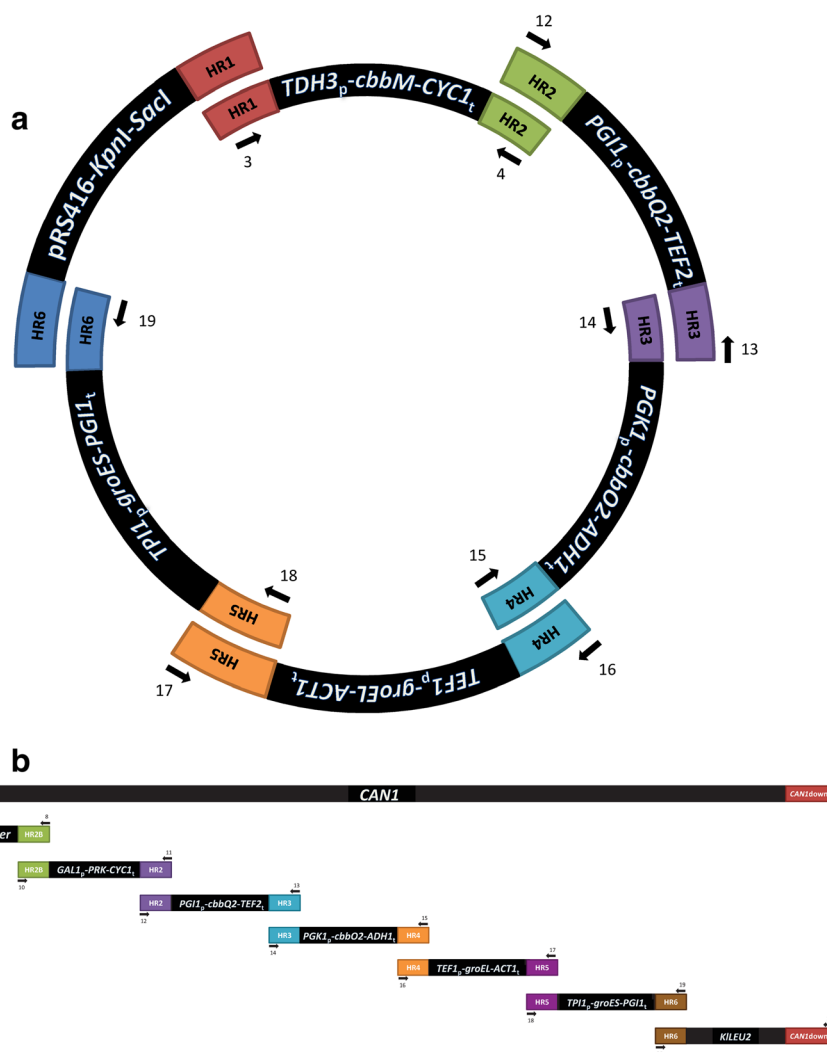 a
12
HR1
TDH3p-cbbM-CYC1t
HR2
HR1
HR2
3
4
pRS416-KpnI-SacI
PGI1p-cbbQ2-TEF2t
HR6
HR6
19
14
HR3
HR3
13
TPI1p-groES-PGI1t
PGK1p-cbbO2-ADH1t
18
15
HR5
HR4
HR5
HR4
17
TEF1p-groEL-ACT1t
16
b
CAN1
CAN1down
8
er HR2B
11
HR2B GAL1p-PRK-CYC1t HR2
10
13
HR2 PGI1p-cbbQ2-TEF2t HR3
12
15
HR3 PGK1p-cbbO2-ADH1t HR4
14
17
HR4 TEF1p-groEL-ACT1t HR5
16
19
HR5 TPI1p-groES-PGI1t HR6
18
HR6 KlLEU2 CAN1down